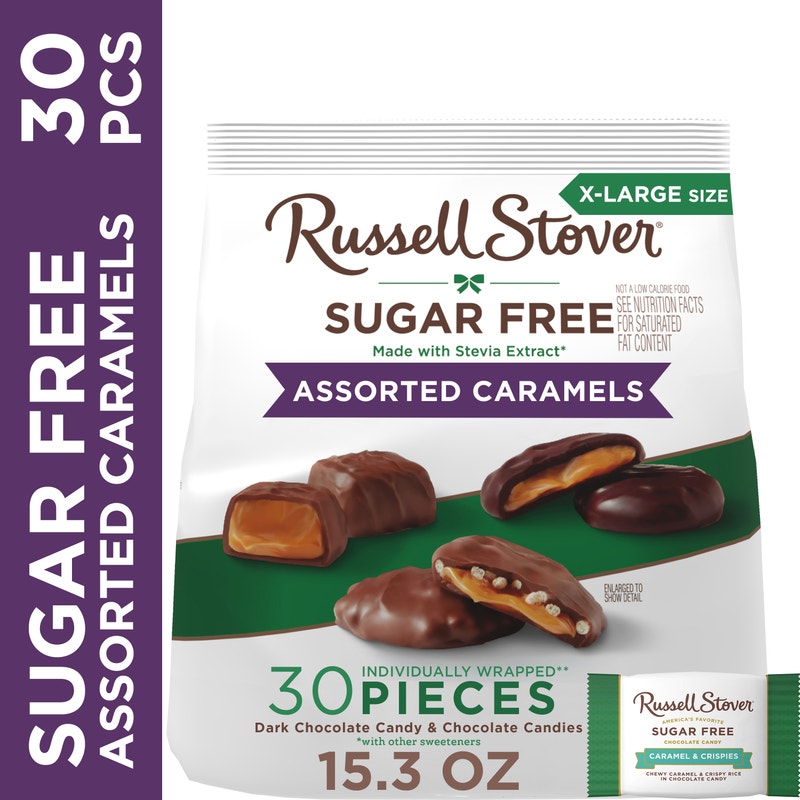 30 PCS
SUGAR FREE
ASSORTED CARAMELS
X-LARGE SIZE
Russell Stover®
SUGAR FREE
NOT A LOW CALORIE FOOD
SEE NUTRITION FACTS
FOR SATURATED
FAT CONTENT
Made with Stevia Extract*
ASSORTED CARAMELS
ENLARGED TO
SHOW DETAIL
INDIVIDUALLY WRAPPED**
30 PIECES
Dark Chocolate Candy & Chocolate Candies
*with other sweeteners
15.3 OZ
Russell Stover
AMERICA'S FAVORITE
SUGAR FREE
CHOCOLATE CANDY
CARAMEL & CRISPIES
CHEWY CARAMEL & CRISPY RICE
IN CHOCOLATE CANDY